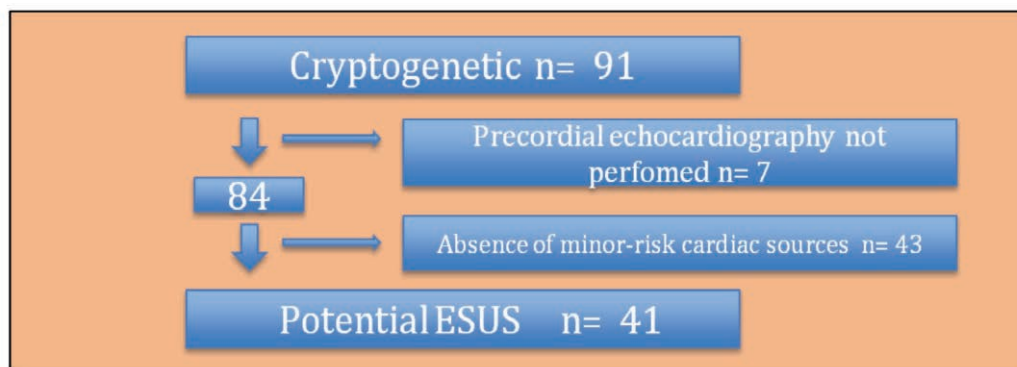 Cryptogenetic n= 91
Precordial echocardiography not
perfomed n= 7
84
Absence of minor-risk cardiac sources n= 43
Potential ESUS n= 41